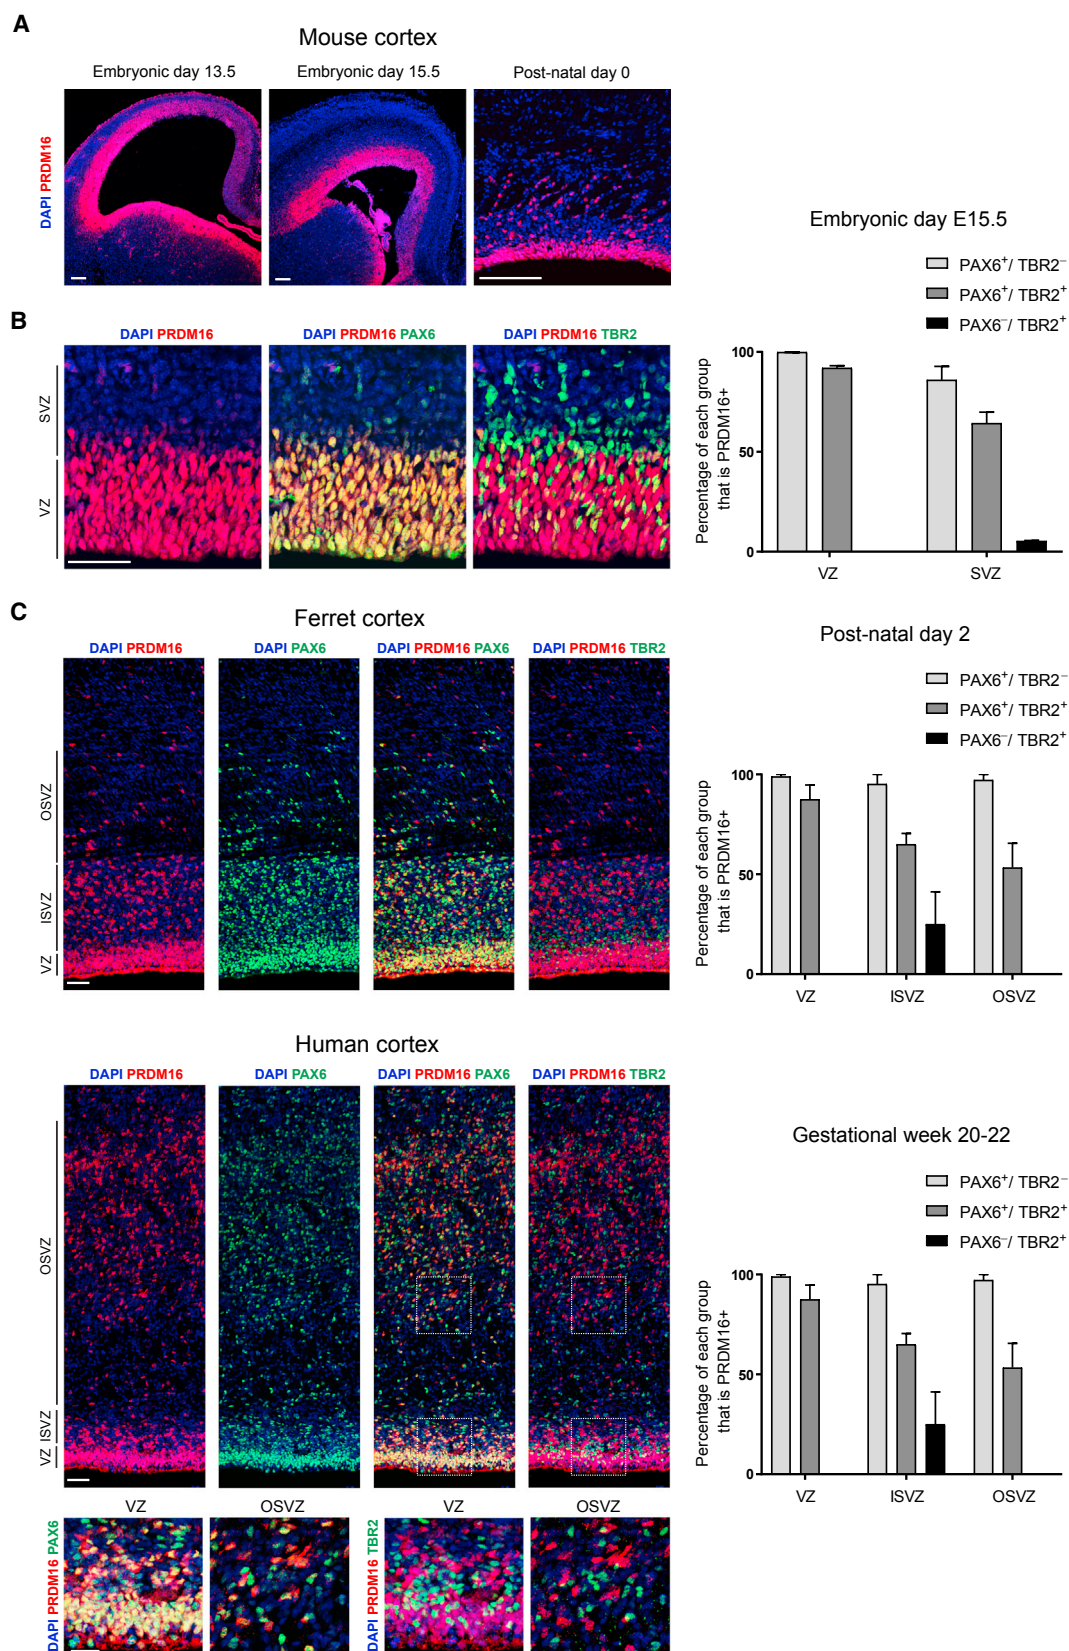 A
Mouse cortex
Embryonic day 13.5
Embryonic day 15.5
Post-natal day 0
DAPI PRDM16
B
DAPI PRDM16
DAPI PRDM16 PAX6
DAPI PRDM16 TBR2
SVZ
VZ
Embryonic day E15.5
PAX6+/ TBR2−
PAX6+/ TBR2+
PAX6−/ TBR2+
Percentage of each group
that is PRDM16+
100
50
0
VZ
SVZ
C
Ferret cortex
DAPI PRDM16
DAPI PAX6
DAPI PRDM16 PAX6
DAPI PRDM16 TBR2
OSVZ
ISVZ
VZ
Post-natal day 2
PAX6+/ TBR2−
PAX6+/ TBR2+
PAX6−/ TBR2+
Percentage of each group
that is PRDM16+
100
50
0
VZ
ISVZ
OSVZ
Human cortex
DAPI PRDM16
DAPI PAX6
DAPI PRDM16 PAX6
DAPI PRDM16 TBR2
OSVZ
ISVZ
VZ
Gestational week 20-22
PAX6+/ TBR2−
PAX6+/ TBR2+
PAX6−/ TBR2+
Percentage of each group
that is PRDM16+
100
50
0
VZ
ISVZ
OSVZ
VZ
OSVZ
VZ
OSVZ
DAPI PRDM16 PAX6
DAPI PRDM16 TBR2